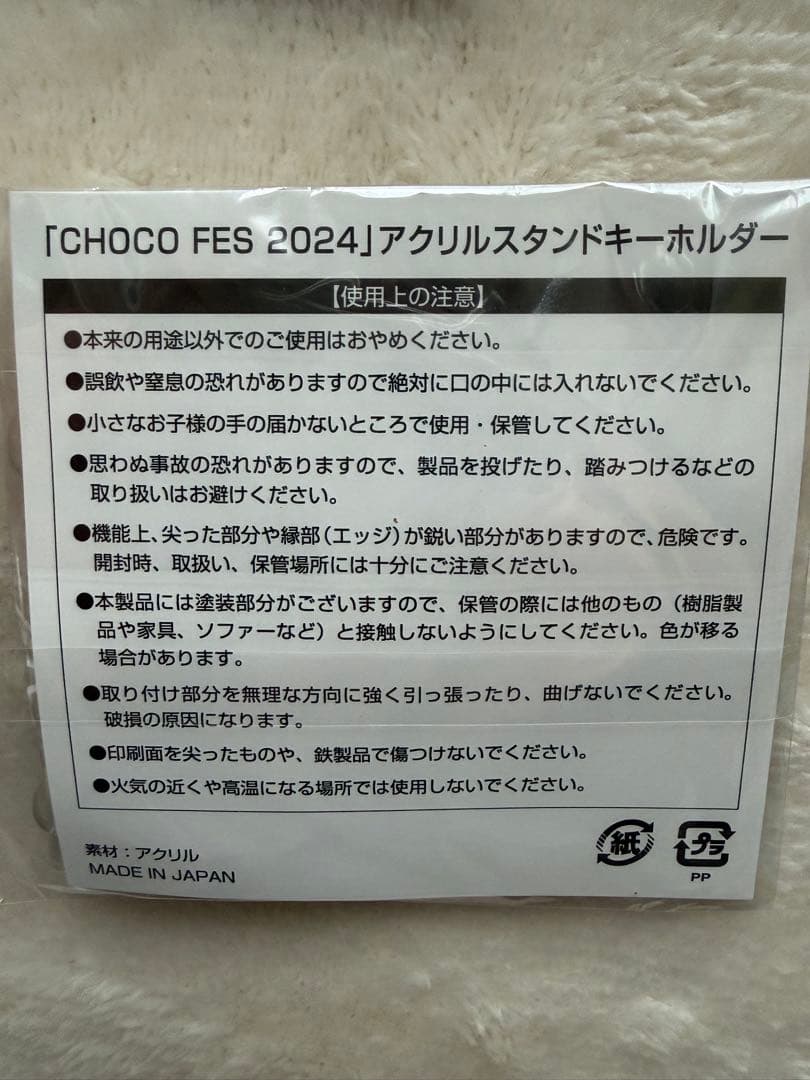 「CHOCO FES 2024」アクリルスタンドキーホルダー
【使用上の注意】
●本来の用途以外でのご使用はおやめください。
●誤飲や窒息の恐れがありますので絶対に口の中には入れないでください。
●小さなお子様の手の届かないところで使用・保管してください。
●思わぬ事故の恐れがありますので、製品を投げたり、踏みつけるなどの
取り扱いはお避けください。
●機能上、尖った部分や縁部（エッジ）が鋭い部分がありますので、危険です。
開封時、取扱い、保管場所には十分にご注意ください。
●本製品には塗装部分がございますので、保管の際には他のもの（樹脂製
品や家具、ソファーなど）と接触しないようにしてください。色が移る
場合があります。
●取り付け部分を無理な方向に強く引っ張ったり、曲げないでください。
破損の原因になります。
●印刷面を尖ったものや、鉄製品で傷つけないでください。
●火気の近くや高温になる場所では使用しないでください。
素材：アクリル
MADE IN JAPAN
紙
プラ
PP